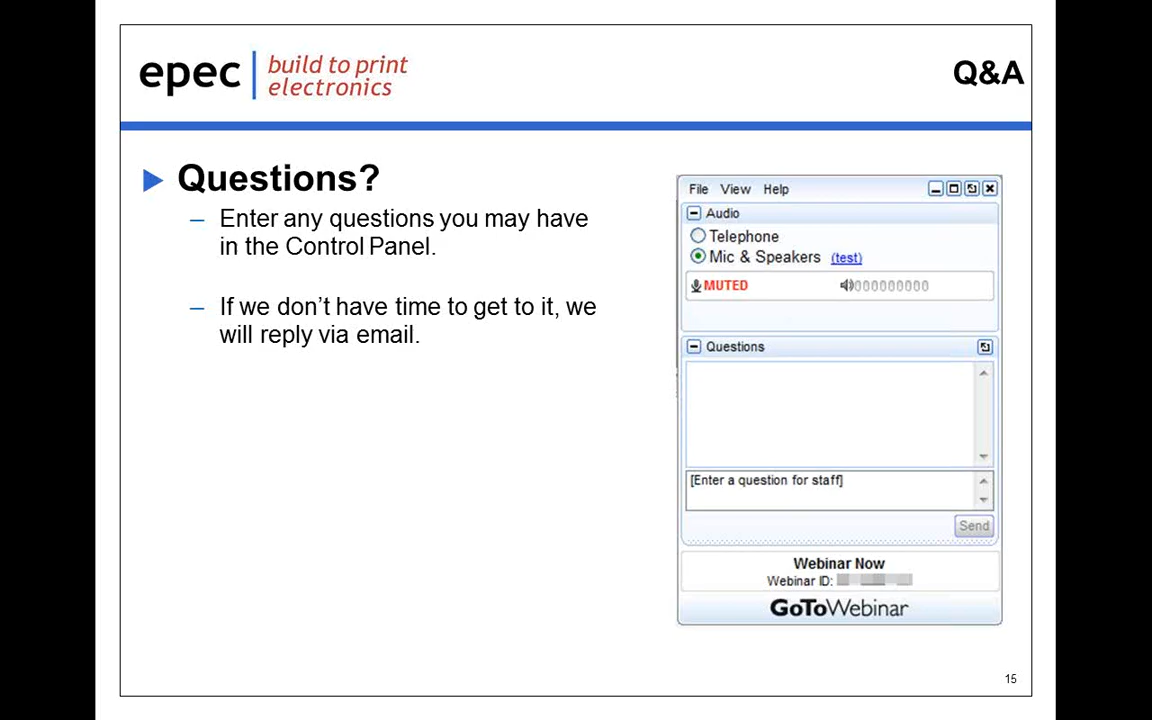 epec
build to print
electronics
Q&A
Questions?
– Enter any questions you may have
in the Control Panel.
– If we don’t have time to get to it, we
will reply via email.
File View Help
Audio
Telephone
Mic & Speakers (test)
MUTED
Questions
[Enter a question for staff]
Send
Webinar Now
Webinar ID:
GoToWebinar
15